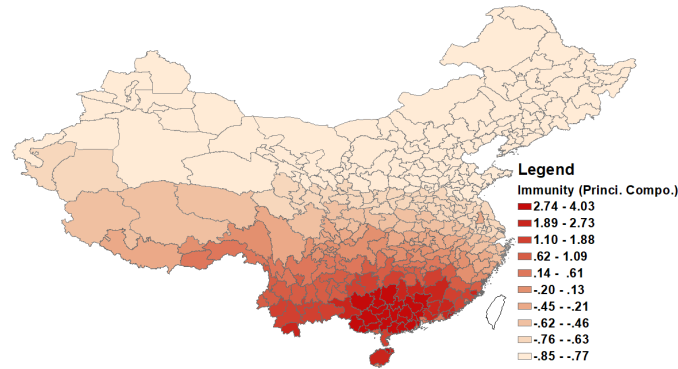 Legend
Immunity (Princi. Compo.)
2.74 - 4.03
1.89 - 2.73
1.10 - 1.88
.62 - 1.09
.14 - .61
-.20 - .13
-.45 - -.21
-.62 - -.46
-.76 - -.63
-.85 - -.77